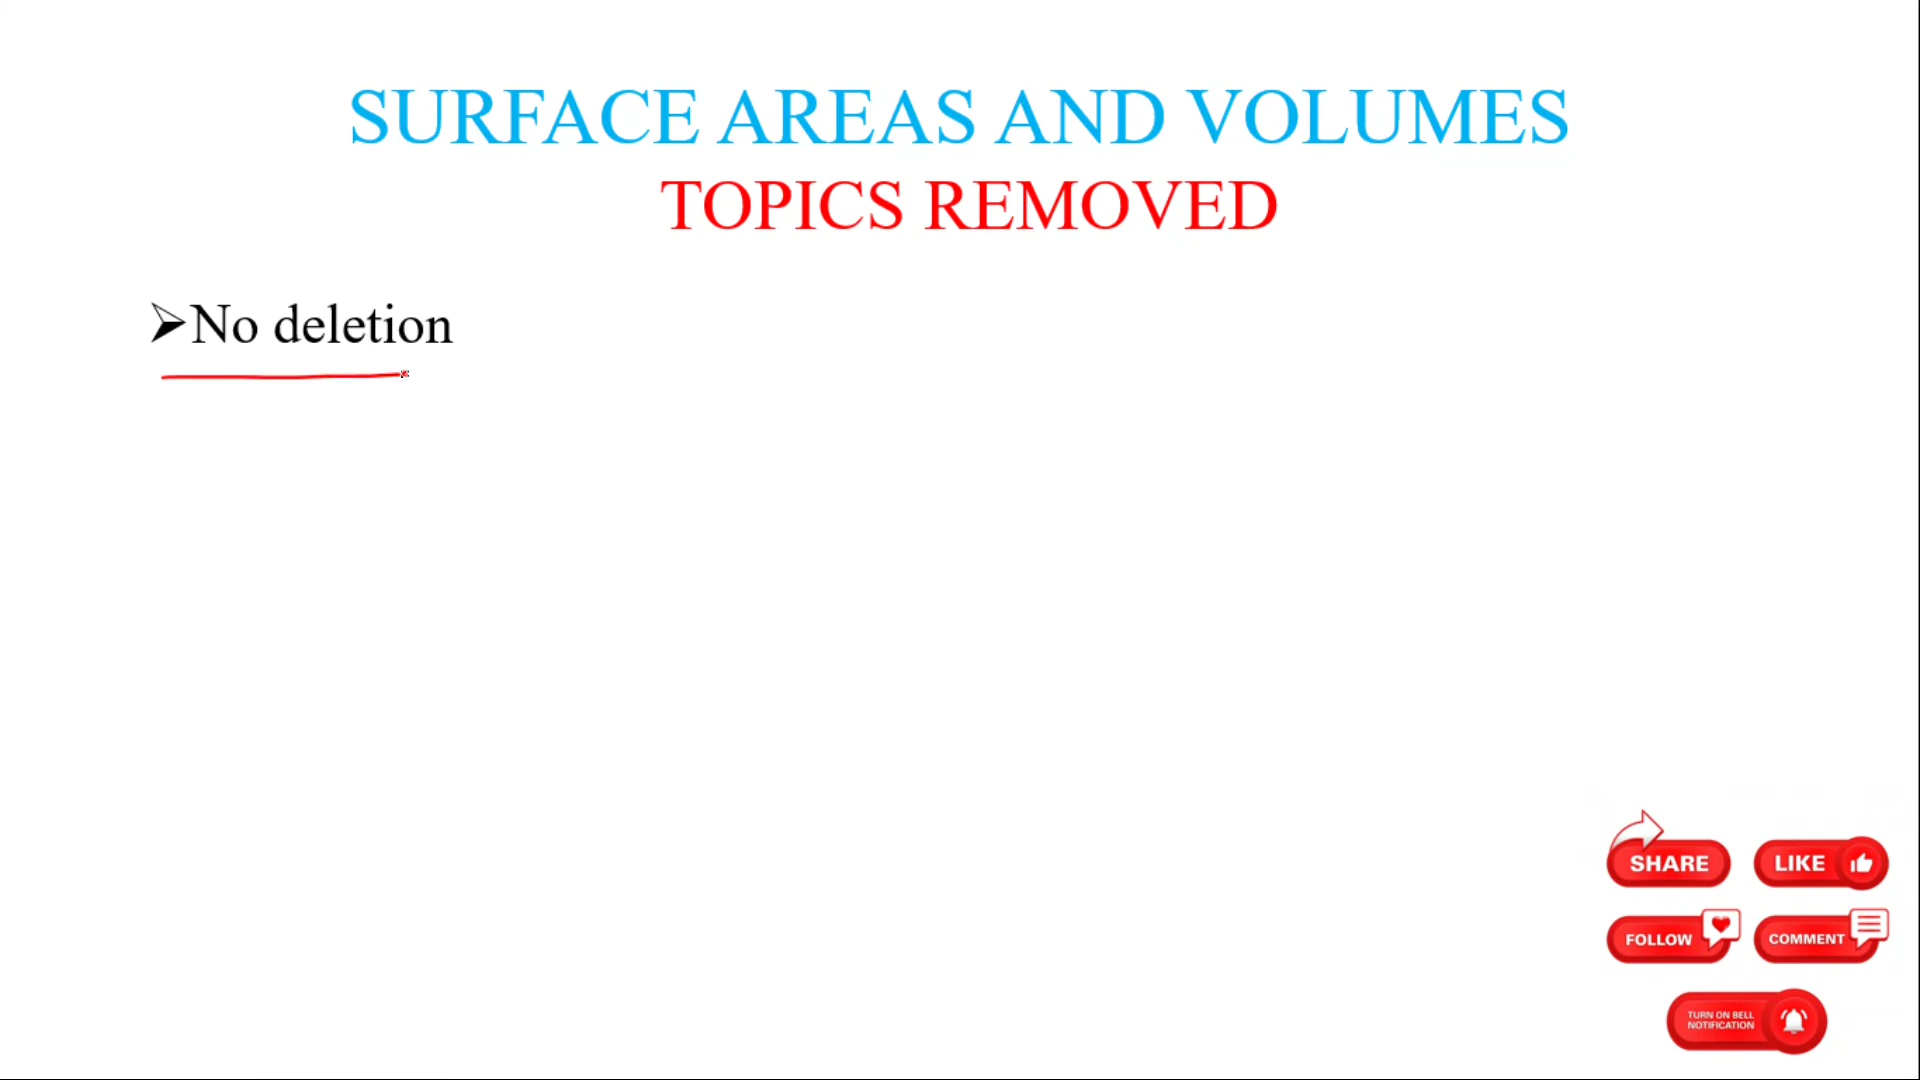 SURFACE AREAS AND VOLUMES
TOPICS REMOVED
➢No deletion
SHARE
LIKE
FOLLOW
COMMENT
TURN ON BELL
NOTIFICATION